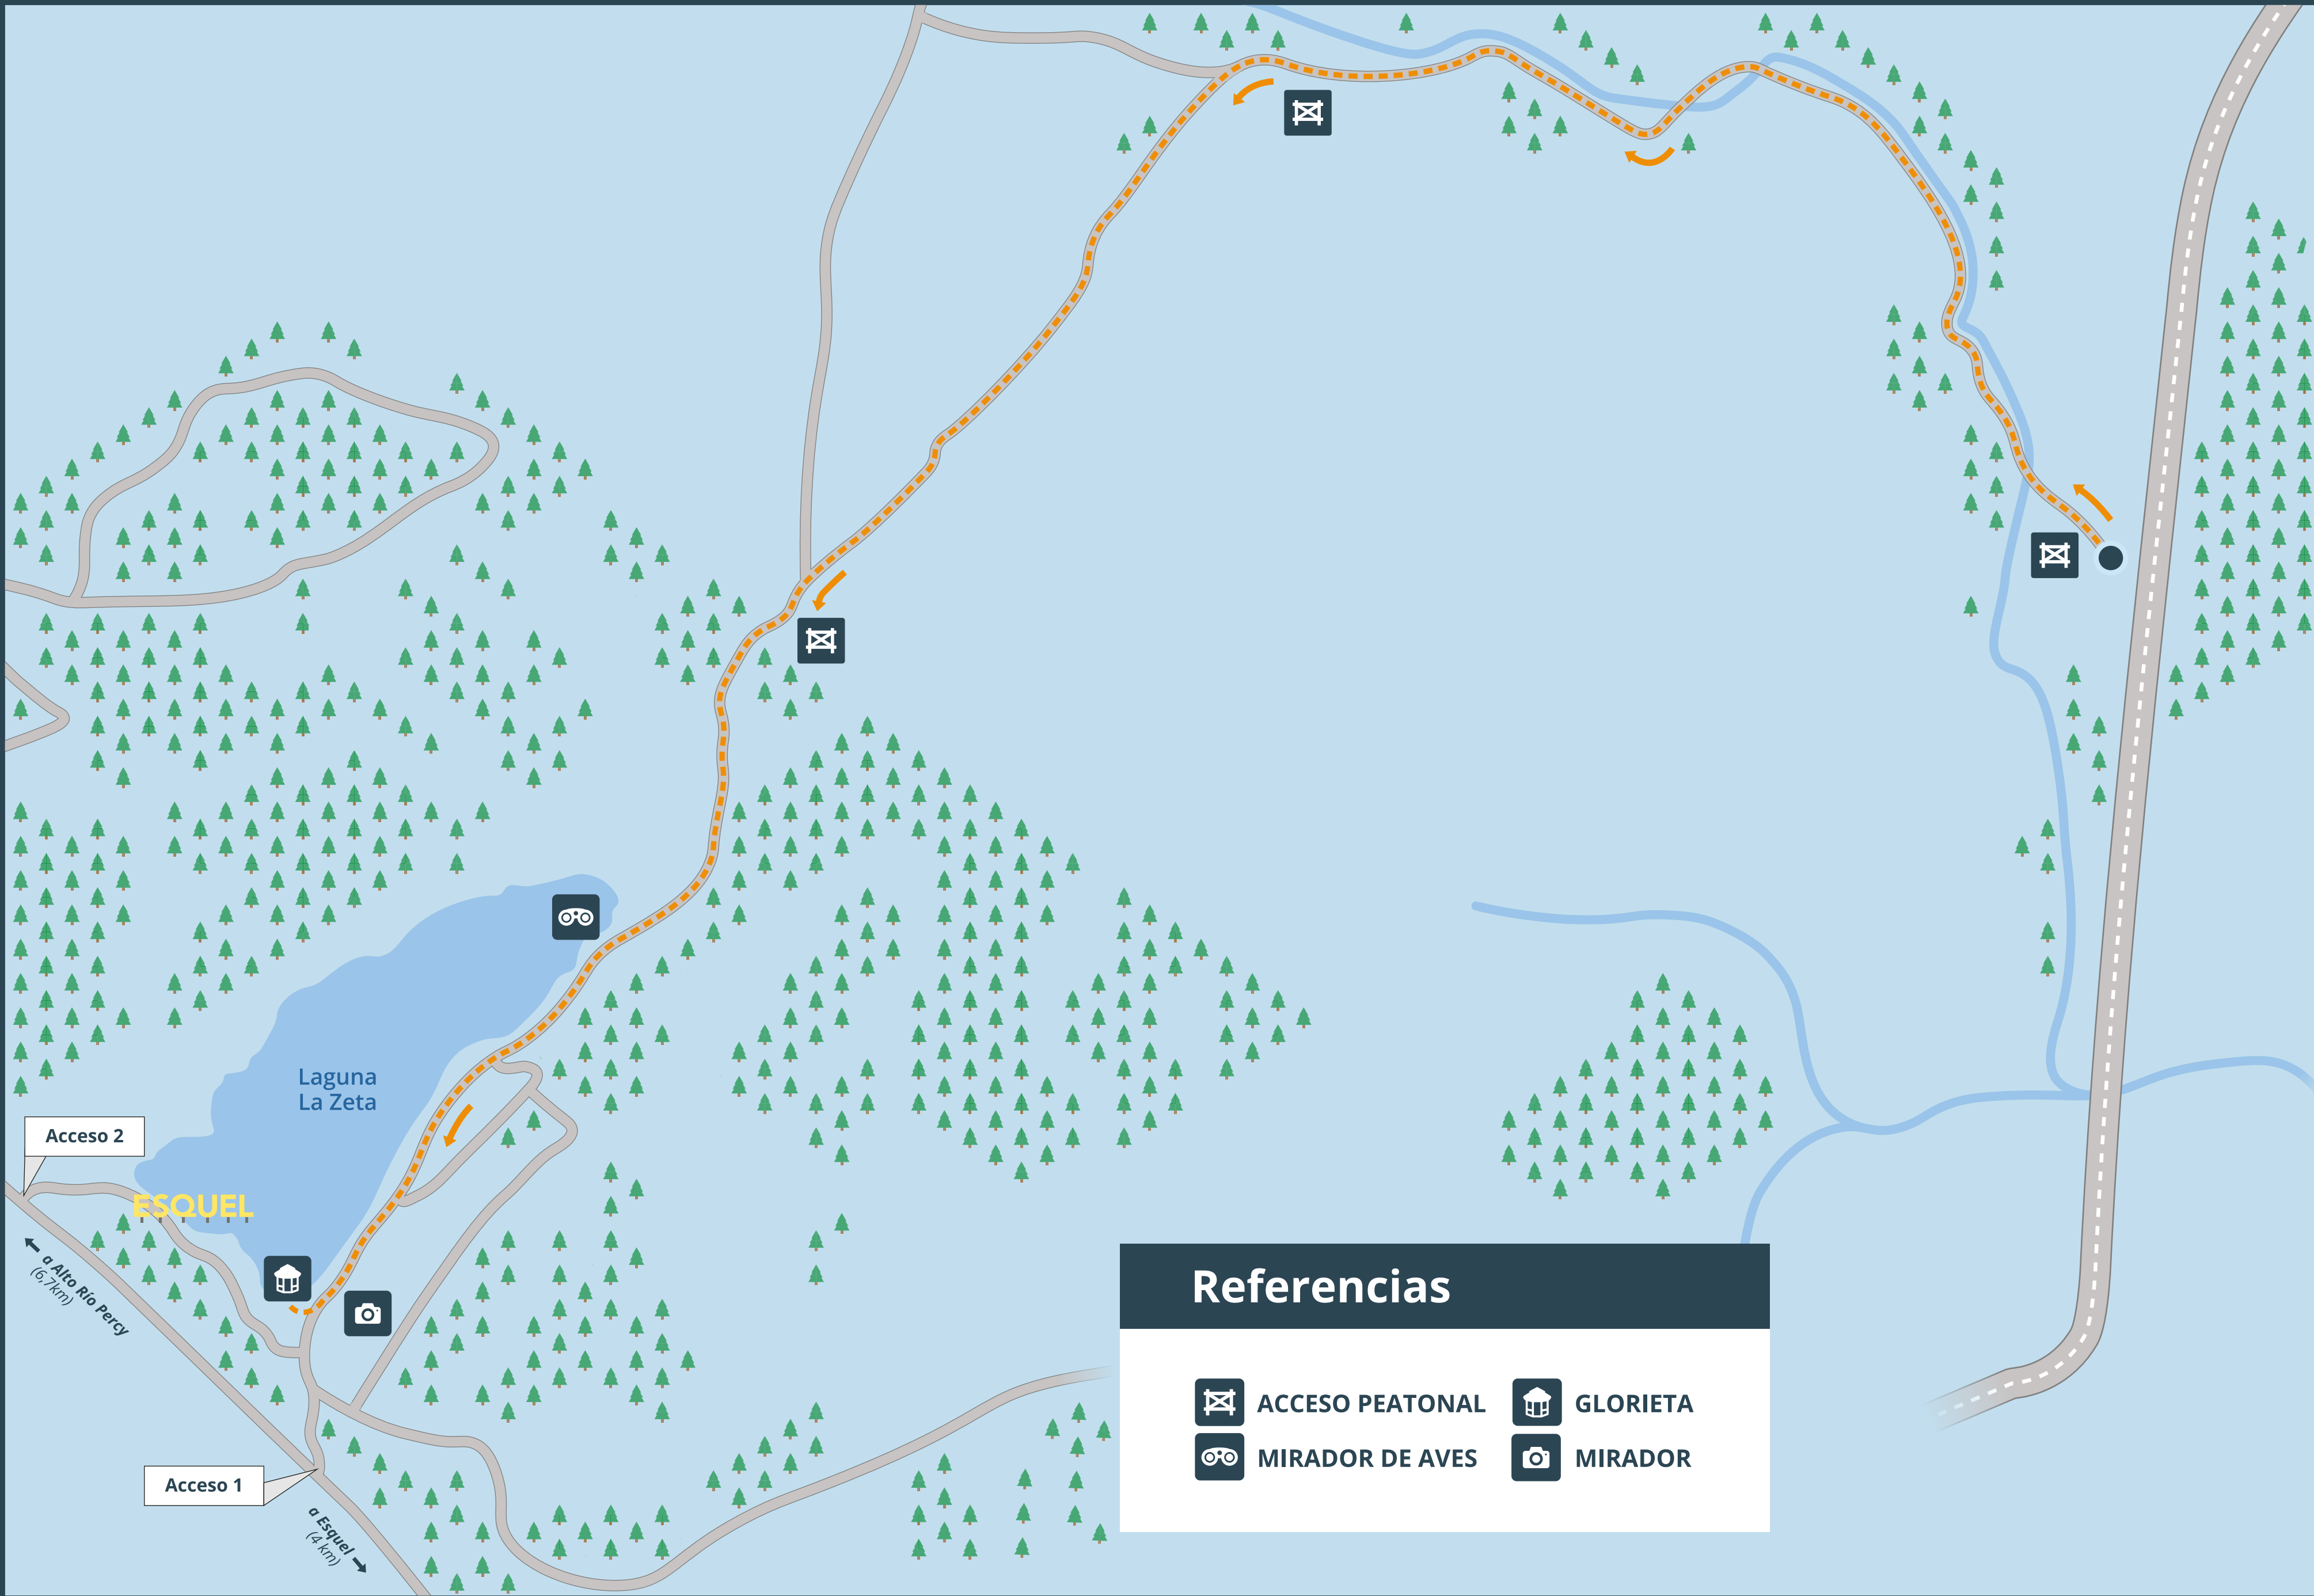 Laguna
La Zeta
Acceso 2
ESQUEL
a Alto Río Percy
(6,7km)
Acceso 1
a Esquel
(4 km)
Referencias
ACCESO PEATONAL
GLORIETA
MIRADOR DE AVES
MIRADOR